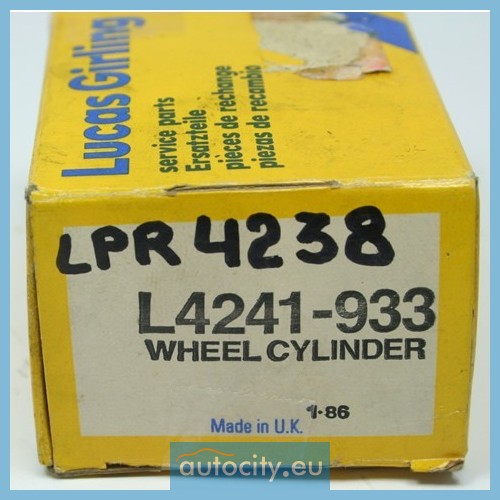 Lucas Girling
service parts
Ersatzteile
pièces de rechange
piezas de recambio
LPR 4238
L4241-933
WHEEL CYLINDER
1·86
Made in U.K.
autocity.eu